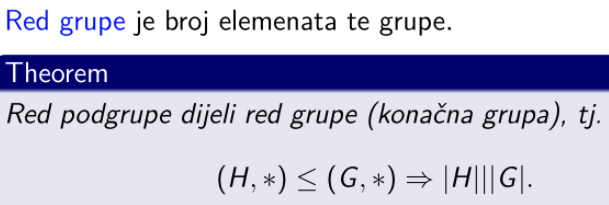 Red grupe je broj elemenata te grupe.
Theorem
Red podgrupe dijeli red grupe (konačna grupa), tj.
(H, ∗) ≤ (G, ∗) ⇒ |H|||G|.